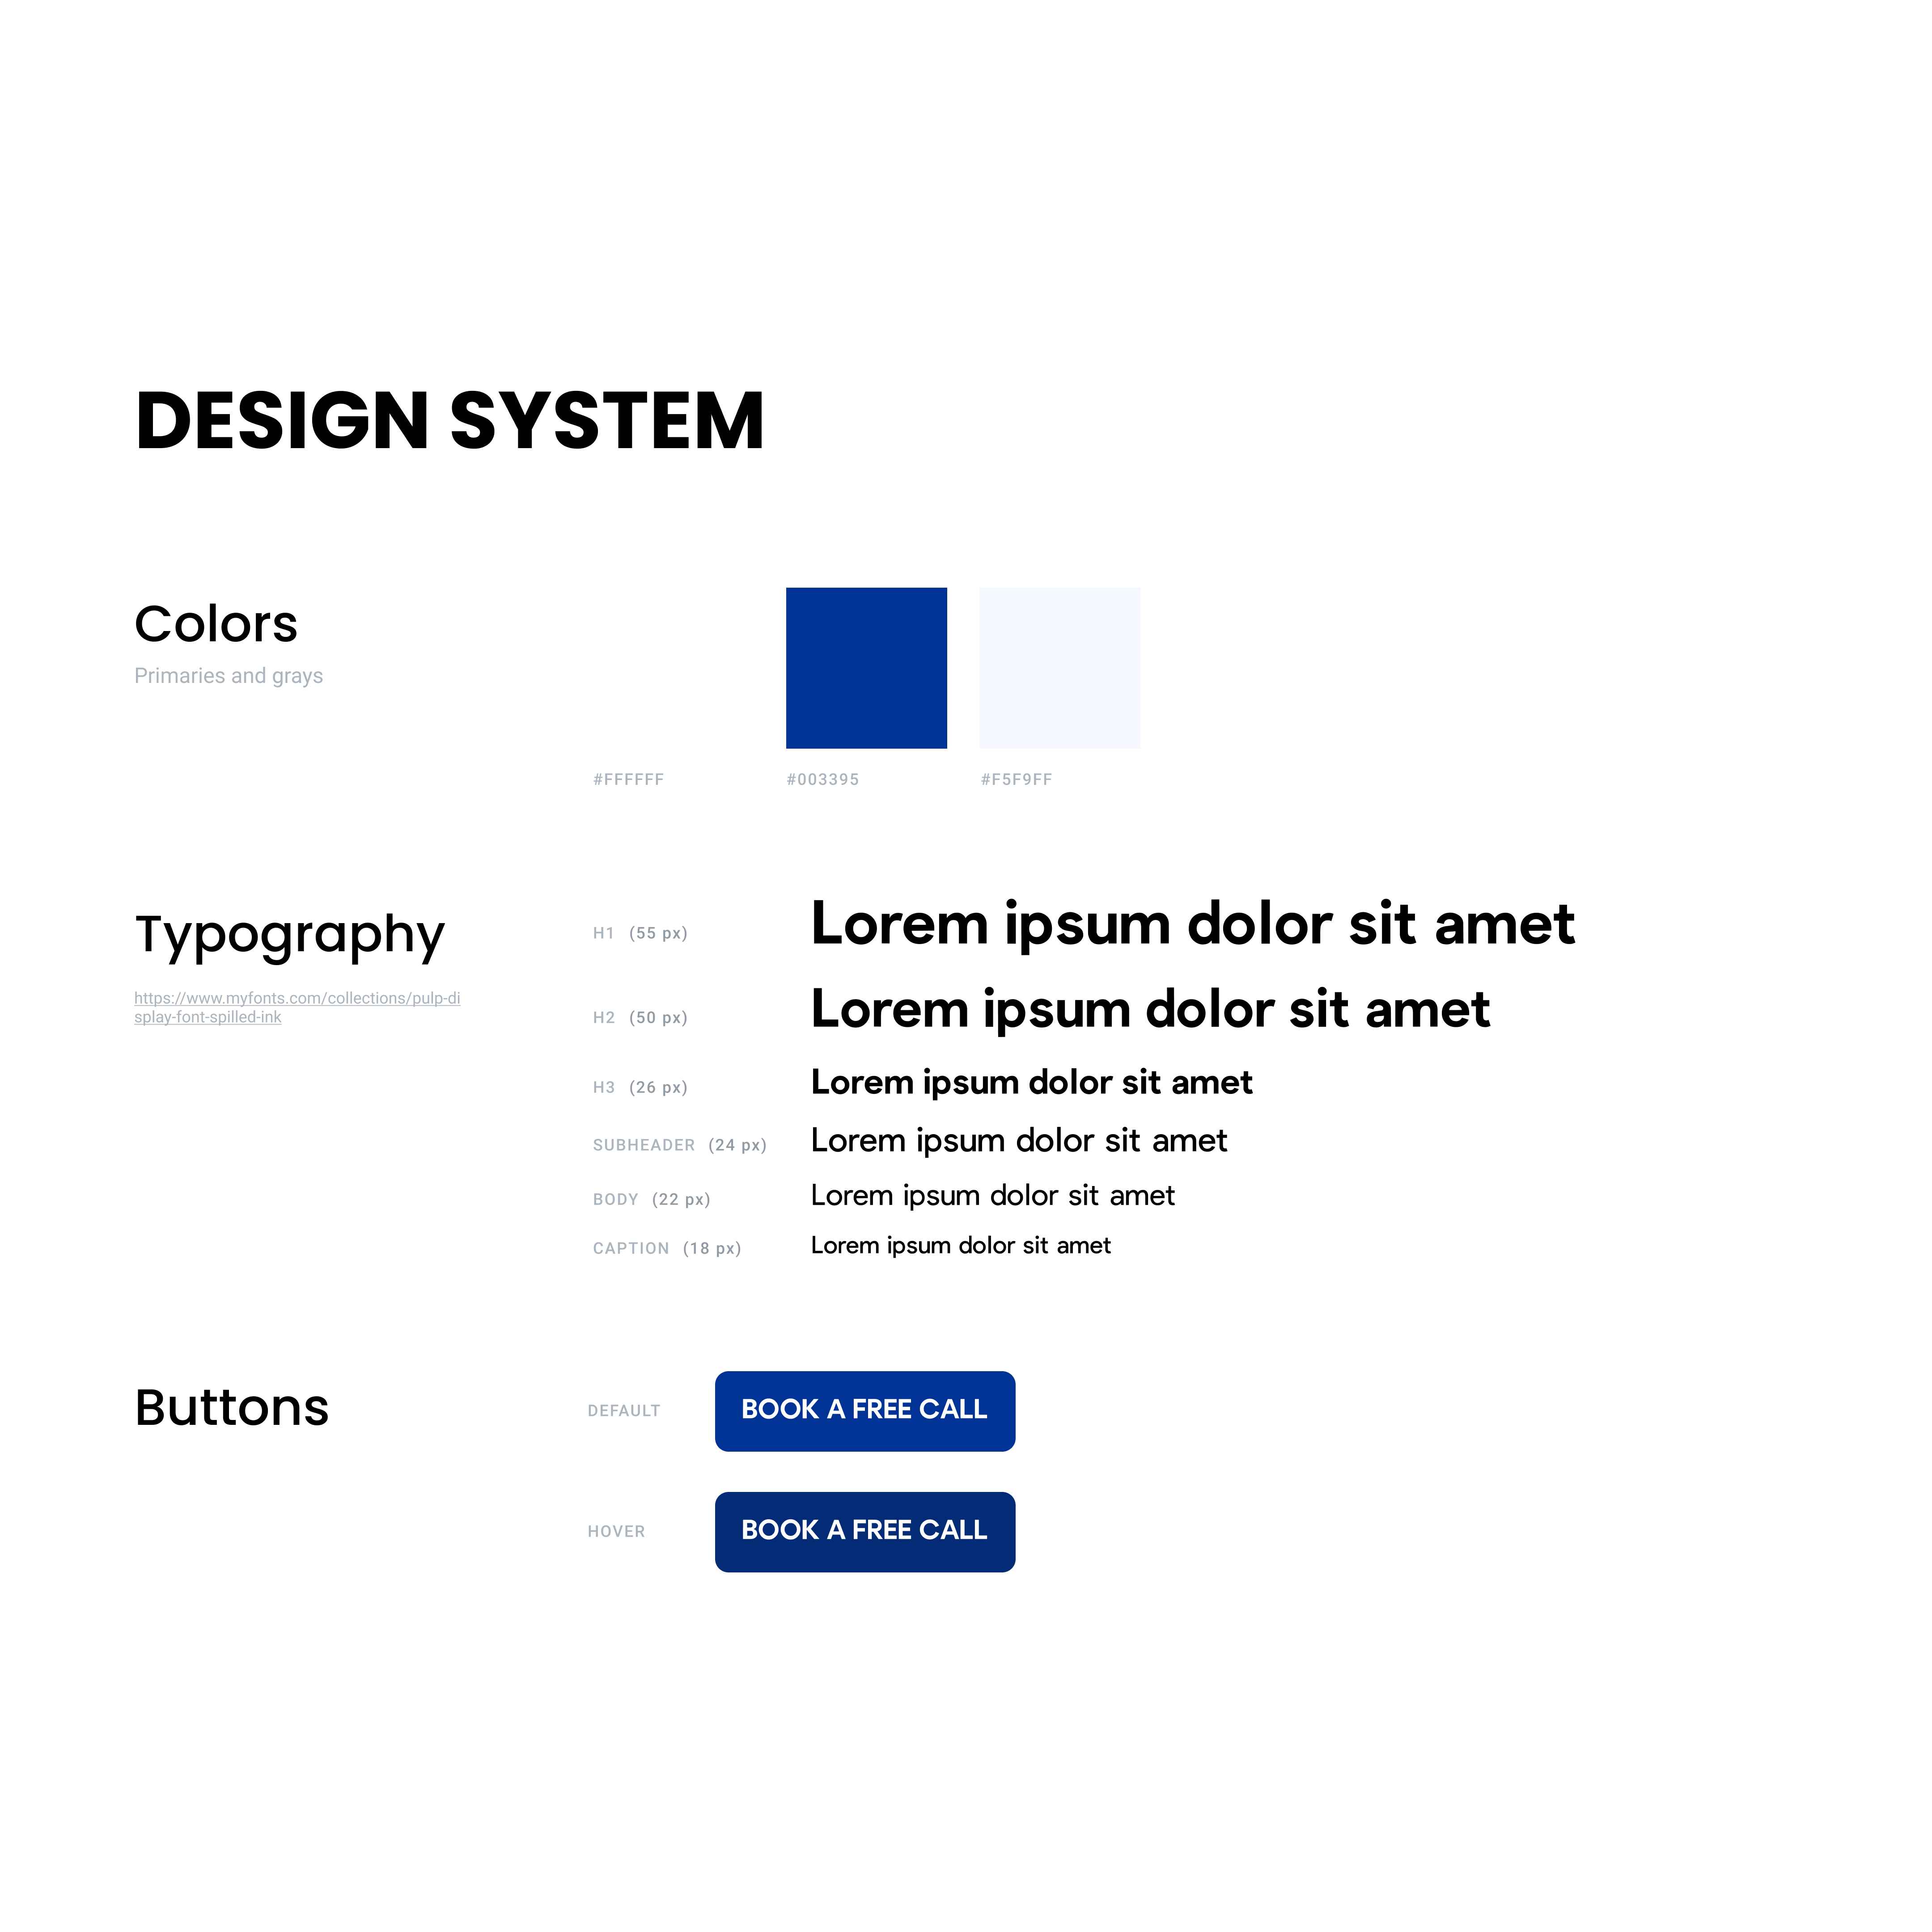 DESIGN SYSTEM
Colors
Primaries and grays
#FFFFFF #003395 #F5F9FF
Typography
https://www.myfonts.com/collections/pulp-di
splay-font-spilled-ink
H1 (55 px) Lorem ipsum dolor sit amet
H2 (50 px) Lorem ipsum dolor sit amet
H3 (26 px) Lorem ipsum dolor sit amet
SUBHEADER (24 px) Lorem ipsum dolor sit amet
BODY (22 px) Lorem ipsum dolor sit amet
CAPTION (18 px) Lorem ipsum dolor sit amet
Buttons
DEFAULT BOOK A FREE CALL
HOVER BOOK A FREE CALL